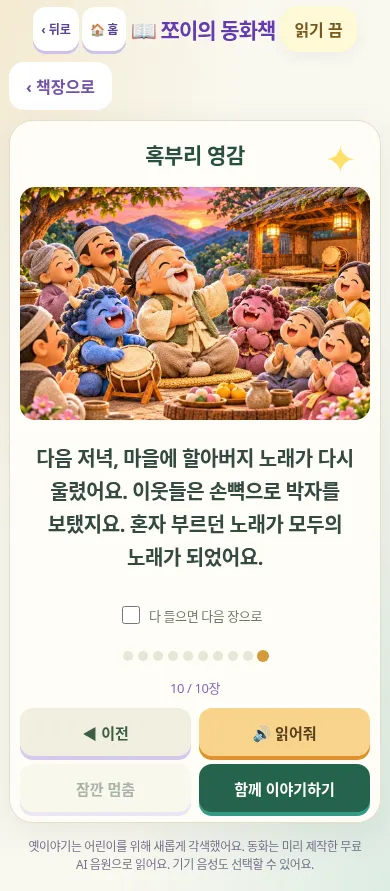 ‹ 뒤로
🏠 홈
📖 쪼이의 동화책
읽기 끔
‹ 책장으로
혹부리 영감
다음 저녁, 마을에 할아버지 노래가 다시
울렸어요. 이웃들은 손뼉으로 박자를
보탰지요. 혼자 부르던 노래가 모두의
노래가 되었어요.
다 들으면 다음 장으로
10 / 10장
◀ 이전
🔊 읽어줘
잠깐 멈춤
함께 이야기하기
옛이야기는 어린이를 위해 새롭게 각색했어요. 동화는 미리 제작한 무료
AI 음원으로 읽어요. 기기 음성도 선택할 수 있어요.